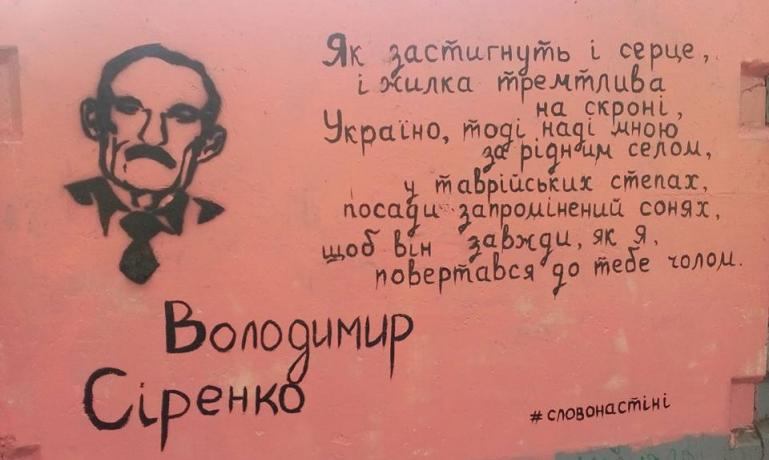 Як застигнуть і серце,
і жилка тремтлива
на скроні,
Україно, тоді наді мною
за рідним селом,
у таврійських степах,
посади запромінений сонях,
щоб він завжди, як я,
повертався до тебе чолом.
Володимир
Сіренко
#словонастіні